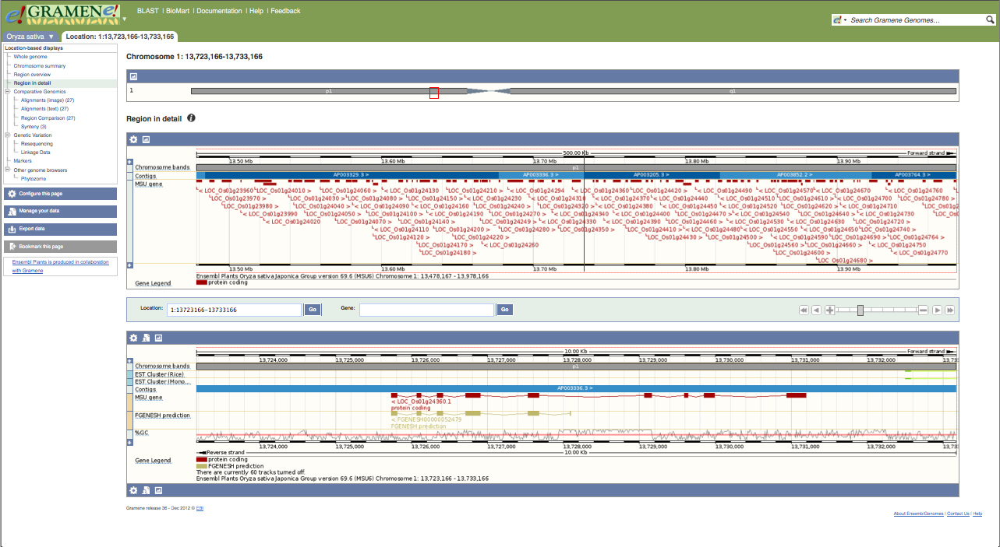 e! GRAMENE e!
BLAST | BioMart | Documentation | Help | Feedback
Search Gramene Genomes...
Oryza sativa ▼ Location: 1:13,723,166-13,733,166
Location-based displays
Whole genome
Chromosome summary
Region overview
Region in detail
Comparative Genomics
Alignments (image) (27)
Alignments (text) (27)
Region Comparison (27)
Synteny (3)
Genetic Variation
Resequencing
Linkage Data
Markers
Other genome browsers
Phytozome
Configure this page
Manage your data
Export data
Bookmark this page
Ensembl Plants is produced in collaboration
with Gramene
Chromosome 1: 13,723,166-13,733,166
1 p1 q1
Region in detail
500.00 Kb Forward strand
13.50 Mb 13.60 Mb 13.70 Mb 13.80 Mb 13.90 Mb
Chromosome bands p1
Contigs AP003329.3 > AP003336.3 > AP003205.3 > AP003852.2 > AP003764.3 >
MSU gene
< LOC_Os01g23960 LOC_Os01g24010 > LOC_Os01g24060 > LOC_Os01g24130 LOC_Os01g24210 > < LOC_Os01g24294 < LOC_Os01g24360 LOC_Os01g24420 > < LOC_Os01g24490 < LOC_Os01g24570 < LOC_Os01g24670 < LOC_Os01g24760
LOC_Os01g23970 > LOC_Os01g24030 > LOC_Os01g24080 > LOC_Os01g24150 > LOC_Os01g24230 < LOC_Os01g24310 < LOC_Os01g24370 < LOC_Os01g24440 < LOC_Os01g24510 LOC_Os01g24610 > < LOC_Os01g24700 LOC_Os01g24780 >
LOC_Os01g23980 > LOC_Os01g24040 > < LOC_Os01g24090 < LOC_Os01g24160 LOC_Os01g24240 > LOC_Os01g24320 < LOC_Os01g24380 < LOC_Os01g24450 < LOC_Os01g24520 LOC_Os01g24620 > < LOC_Os01g24710
< LOC_Os01g23990 LOC_Os01g24050 > LOC_Os01g24100 > < LOC_Os01g24190 LOC_Os01g24270 > < LOC_Os01g24340 < LOC_Os01g24400 LOC_Os01g24470 < LOC_Os01g24540 LOC_Os01g24640 > < LOC_Os01g24730
< LOC_Os01g24020 LOC_Os01g24070 > LOC_Os01g24140 > < LOC_Os01g24249 < LOC_Os01g24330 < LOC_Os01g24390 LOC_Os01g24460 > < LOC_Os01g24530 < LOC_Os01g24630 LOC_Os01g24720 >
< LOC_Os01g24110 LOC_Os01g24200 > LOC_Os01g24280 > LOC_Os01g24350 > LOC_Os01g24410 < LOC_Os01g24480 < LOC_Os01g24550 < LOC_Os01g24650 LOC_Os01g24740 >
LOC_Os01g24120 > LOC_Os01g24220 > < LOC_Os01g24430 LOC_Os01g24500 > LOC_Os01g24590 LOC_Os01g24690 > LOC_Os01g24764 >
LOC_Os01g24170 > < LOC_Os01g24260 < LOC_Os01g24560 LOC_Os01g24660 > < LOC_Os01g24750
LOC_Os01g24180 > LOC_Os01g24600 > < LOC_Os01g24770
LOC_Os01g24680 >
13.50 Mb 13.60 Mb 13.70 Mb 13.80 Mb 13.90 Mb
Ensembl Plants Oryza sativa Japonica Group version 69.6 (MSU6) Chromosome 1: 13,478,167 - 13,978,166
Gene Legend protein coding
Location: 1:13723166-13733166 Go Gene: Go
10.00 Kb Forward strand
13,724,000 13,725,000 13,726,000 13,727,000 13,728,000 13,729,000 13,730,000 13,731,000 13,732,000 13,73
Chromosome bands p1
EST Cluster (Rice)
EST Cluster (Mono...
Contigs AP003336.3 >
MSU gene
< LOC_Os01g24360.1
protein coding
FGENESH prediction
< FGENESH00000052479
FGENESH prediction
%GC
13,724,000 13,725,000 13,726,000 13,727,000 13,728,000 13,729,000 13,730,000 13,731,000 13,732,000 13,73
Reverse strand 10.00 Kb
Gene Legend protein coding
FGENESH prediction
There are currently 60 tracks turned off.
Ensembl Plants Oryza sativa Japonica Group version 69.6 (MSU6) Chromosome 1: 13,723,166 - 13,733,166
Gramene release 36 - Dec 2012 © EBI
About EnsemblGenomes | Contact Us | Help